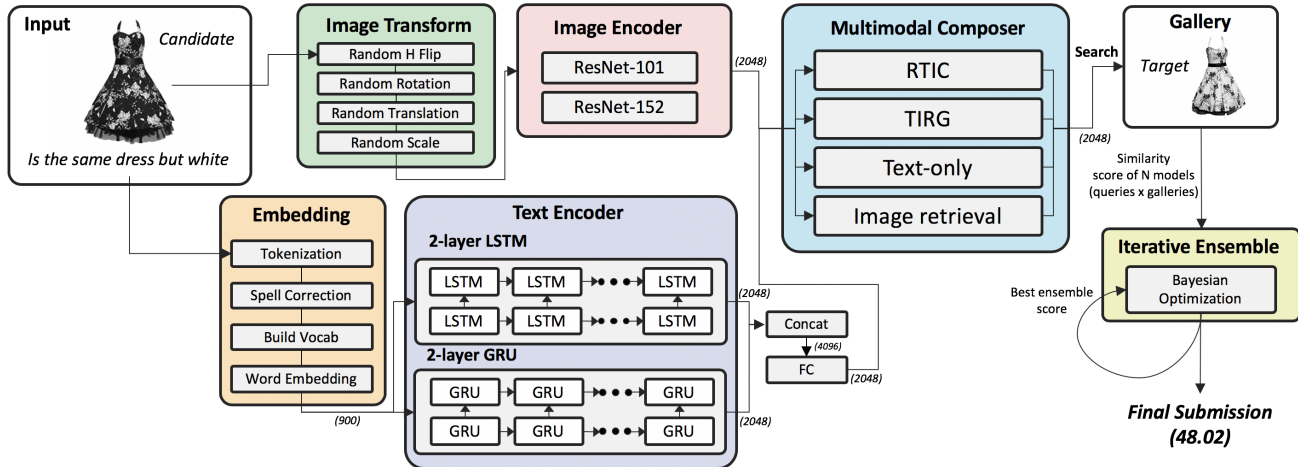 Input
Candidate
Is the same dress but white
Image Transform
Random H Flip
Random Rotation
Random Translation
Random Scale
Image Encoder
ResNet-101
ResNet-152
(2048)
Multimodal Composer
RTIC
TIRG
Text-only
Image retrieval
Search
(2048)
Gallery
Target
Similarity
score of N models
(queries x galleries)
Embedding
Tokenization
Spell Correction
Build Vocab
Word Embedding
(900)
Text Encoder
2-layer LSTM
LSTM LSTM LSTM
LSTM LSTM LSTM
(2048)
2-layer GRU
GRU GRU GRU
GRU GRU GRU
(2048)
Concat
(4096)
FC
(2048)
Iterative Ensemble
Bayesian
Optimization
Best ensemble
score
Final Submission
(48.02)